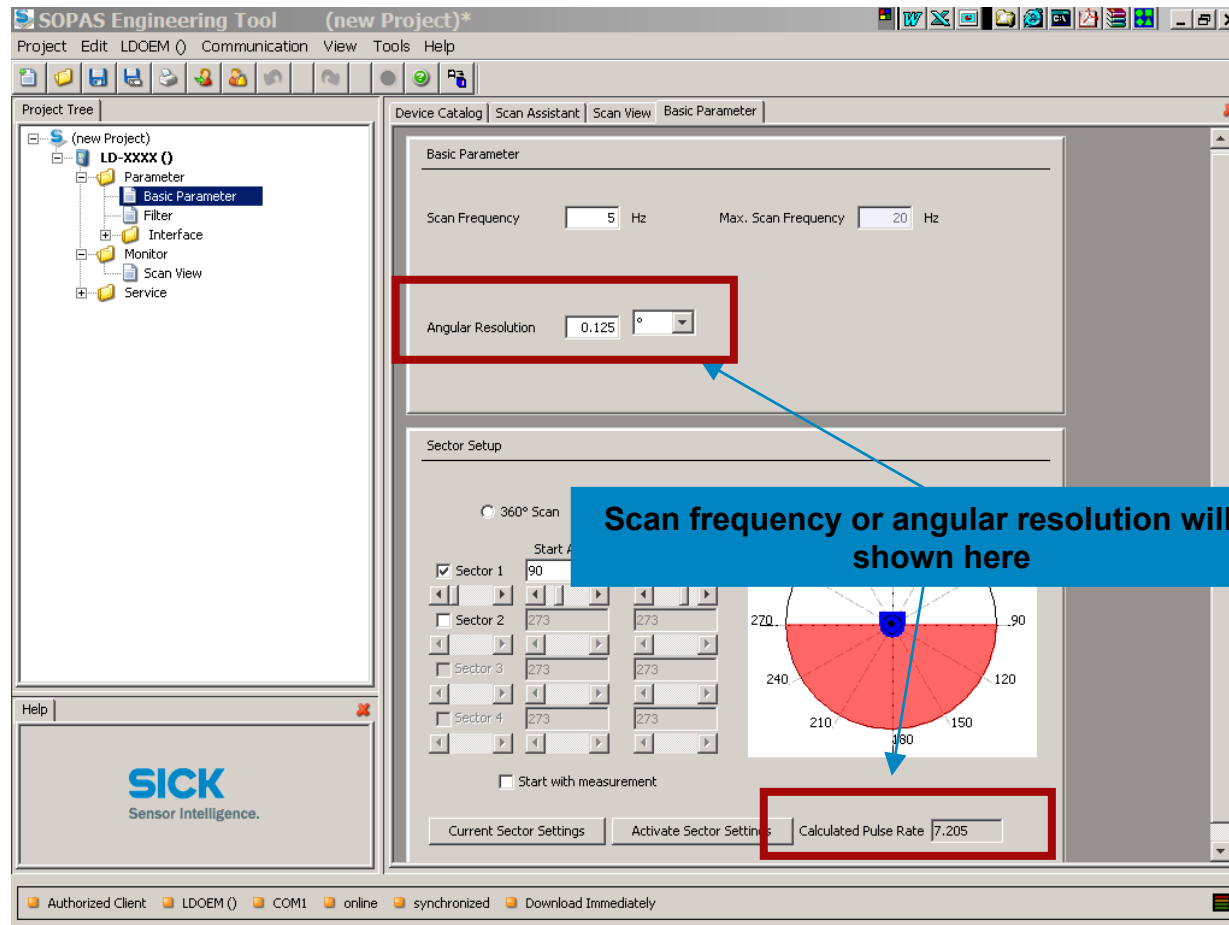 SOPAS Engineering Tool (new Project)*
Project Edit LDOEM () Communication View Tools Help
Project Tree
(new Project)
LD-XXXX ()
Parameter
Basic Parameter
Filter
Interface
Monitor
Scan View
Service
Help
SICK
Sensor Intelligence.
Device Catalog Scan Assistant Scan View Basic Parameter
Basic Parameter
Scan Frequency 5 Hz Max. Scan Frequency 20 Hz
Angular Resolution 0.125 °
Sector Setup
360° Scan
Scan frequency or angular resolution will
shown here
Start
Sector 1 90
Sector 2 273 273
Sector 3 273 273
Sector 4 273 273
270 90
240 120
210 150
180
Start with measurement
Current Sector Settings Activate Sector Settings Calculated Pulse Rate 7.205
Authorized Client LDOEM () COM1 online synchronized Download Immediately